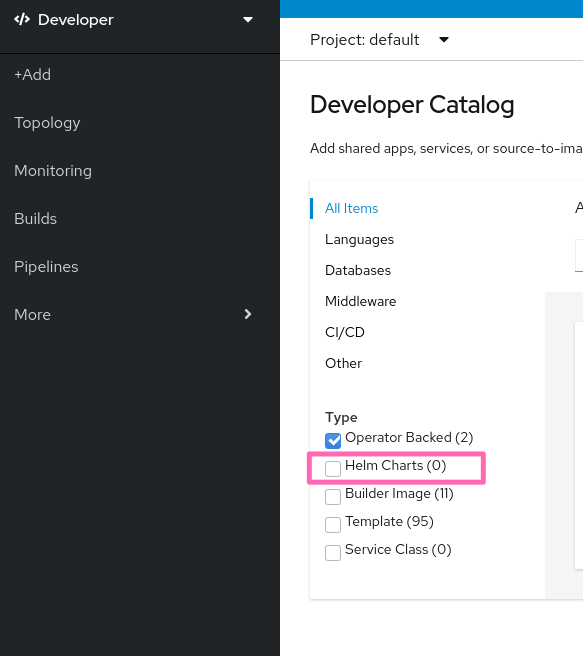 Developer
+Add
Topology
Monitoring
Builds
Pipelines
More
Project: default
Developer Catalog
Add shared apps, services, or source-to-ima
All Items
Languages
Databases
Middleware
CI/CD
Other
Type
Operator Backed (2)
Helm Charts (0)
Builder Image (11)
Template (95)
Service Class (0)